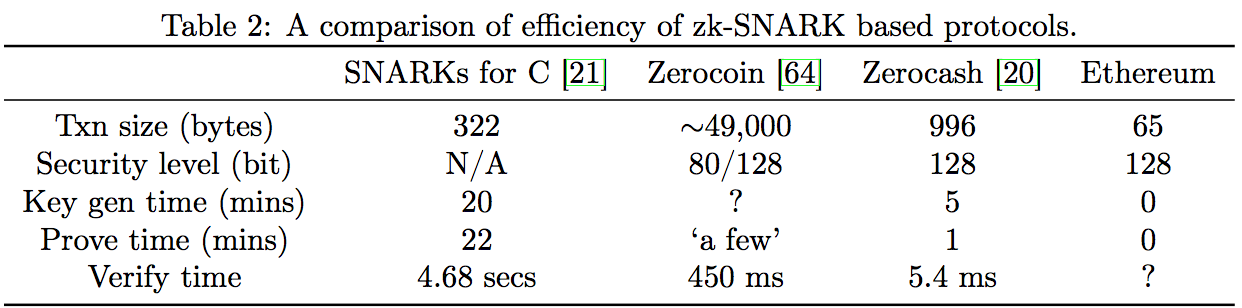 Table 2: A comparison of efficiency of zk-SNARK based protocols.
SNARKs for C [21] Zerocoin [64] Zerocash [20] Ethereum
Txn size (bytes) 322 ~49,000 996 65
Security level (bit) N/A 80/128 128 128
Key gen time (mins) 20 ? 5 0
Prove time (mins) 22 ‘a few’ 1 0
Verify time 4.68 secs 450 ms 5.4 ms ?